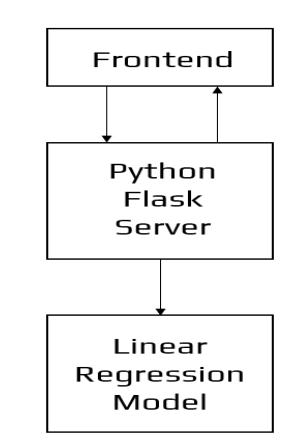 Frontend
Python
Flask
Server
Linear
Regression
Model